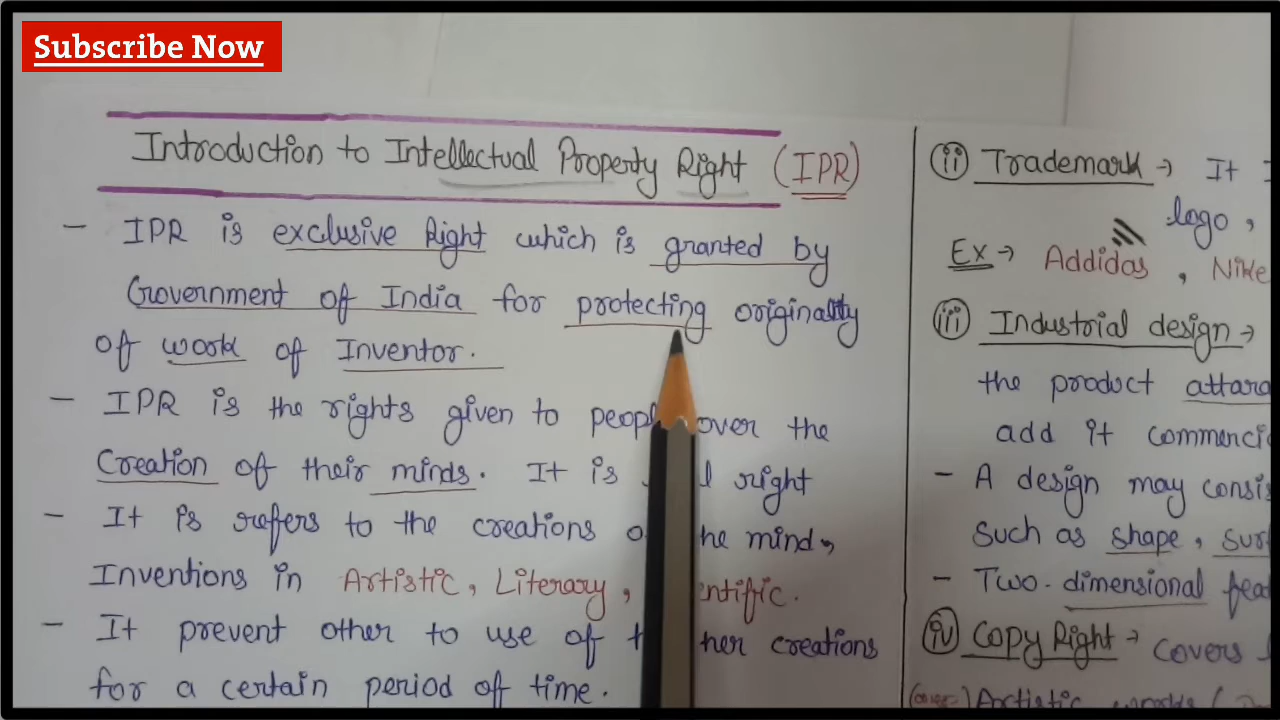 Subscribe Now
Introduction to Intellectual Property Right (IPR)
- IPR is exclusive Right which is granted by
Government of India for protecting originality
of work of Inventor.
- IPR is the rights given to people over the
Creation of their minds. It is right
- It is refers to the creations the mind,
Inventions in Artistic, Literary,
- It prevent other to use of creations
for a certain period of time.
(ii) Trademark → It
logo,
Ex → Addidas, Nike
(iii) Industrial design →
the product
add it
- A design may
such as shape,
- Two-dimensional
(iv) Copy Right → covers
Artistic